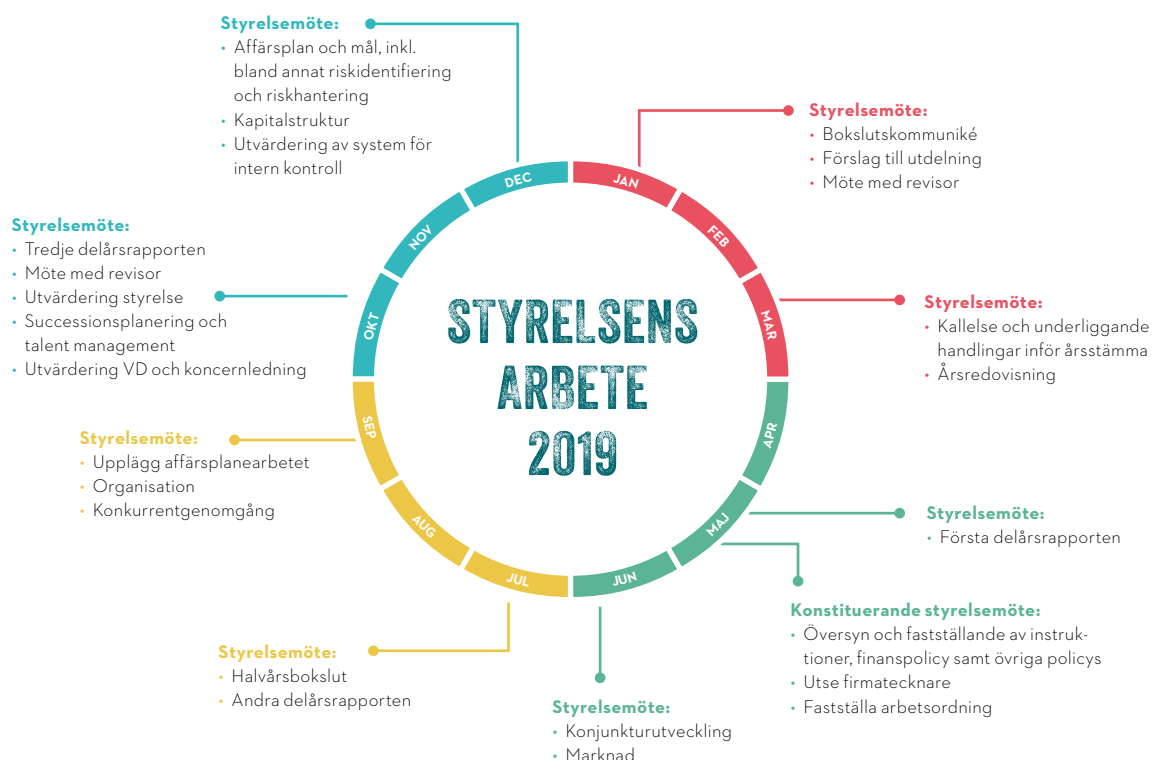 Styrelsemöte:
• Affärsplan och mål, inkl.
bland annat riskidentifiering
och riskhantering
• Kapitalstruktur
• Utvärdering av system för
intern kontroll
Styrelsemöte:
• Bokslutskommuniké
• Förslag till utdelning
• Möte med revisor
Styrelsemöte:
• Tredje delårsrapporten
• Möte med revisor
• Utvärdering styrelse
• Successionsplanering och
talent management
• Utvärdering VD och koncernledning
Styrelsemöte:
• Kallelse och underliggande
handlingar inför årsstämma
• Årsredovisning
Styrelsemöte:
• Upplägg affärsplanearbetet
• Organisation
• Konkurrentgenomgång
Styrelsemöte:
• Första delårsrapporten
Konstituerande styrelsemöte:
• Översyn och fastställande av instruk-
tioner, finanspolicy samt övriga policys
• Utse firmatecknare
• Fastställa arbetsordning
Styrelsemöte:
• Halvårsbokslut
• Andra delårsrapporten
Styrelsemöte:
• Konjunkturutveckling
• Marknad
JAN
FEB
MAR
APR
MAJ
JUN
JUL
AUG
SEP
OKT
NOV
DEC
STYRELSENS
ARBETE
2019